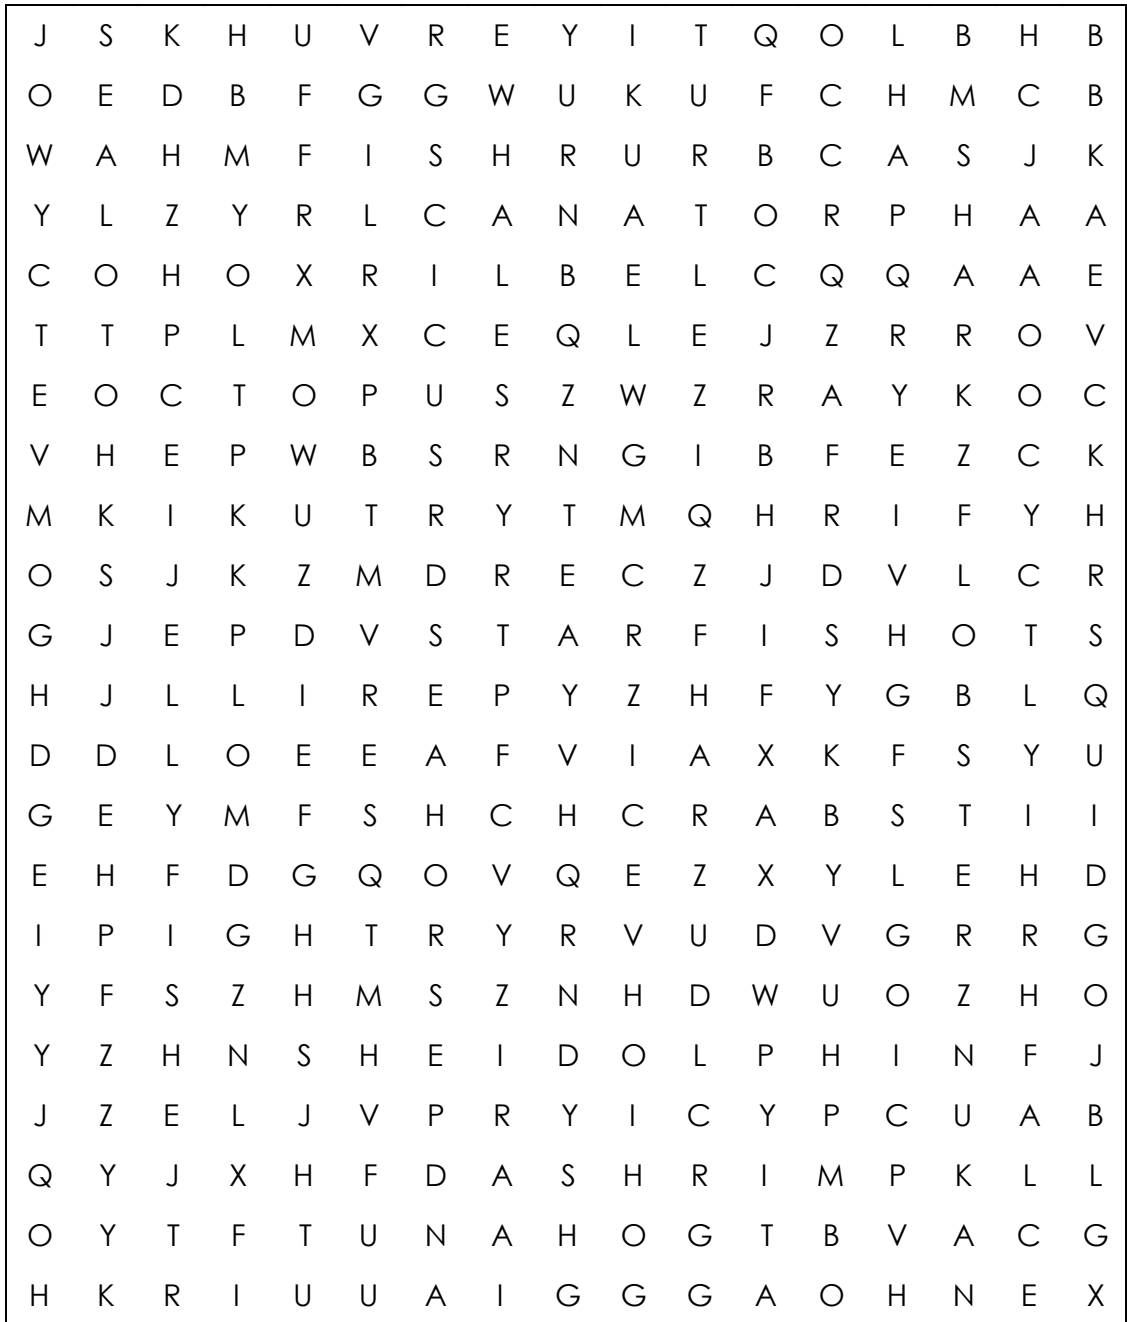 J S K H U V R E Y I T Q O L B H B
O E D B F G G W U K U F C H M C B
W A H M F I S H R U R B C A S J K
Y L Z Y R L C A N A T O R P H A A
C O H O X R I L B E L C Q Q A A E
T T P L M X C E Q L E J Z R R O V
E O C T O P U S Z W Z R A Y K O C
V H E P W B S R N G I B F E Z C K
M K I K U T R Y T M Q H R I F Y H
O S J K Z M D R E C Z J D V L C R
G J E P D V S T A R F I S H O T S
H J L L I R E P Y Z H F Y G B L Q
D D L O E E A F V I A X K F S Y U
G E Y M F S H C H C R A B S T I I
E H F D G Q O V Q E Z X Y L E H D
I P I G H T R Y R V U D V G R R G
Y F S Z H M S Z N H D W U O Z H O
Y Z H N S H E I D O L P H I N F J
J Z E L J V P R Y I C Y P C U A B
Q Y J X H F D A S H R I M P K L L
O Y T F T U N A H O G T B V A C G
H K R I U U A I G G G A O H N E X